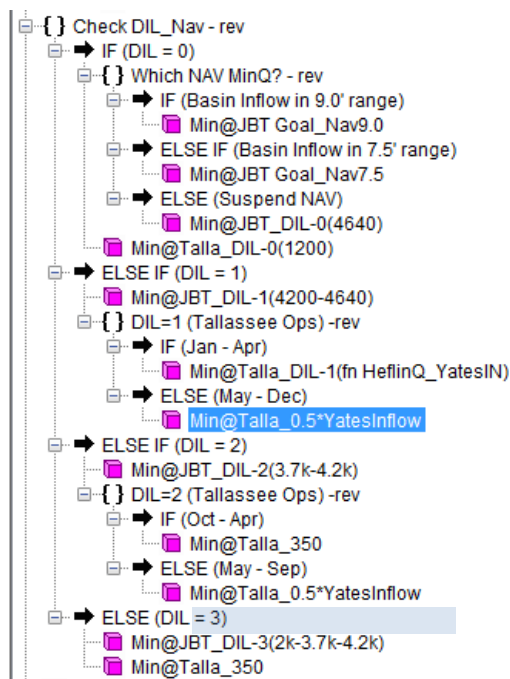 { } Check DIL_Nav - rev
IF (DIL = 0)
{ } Which NAV MinQ? - rev
IF (Basin Inflow in 9.0' range)
Min@JBT Goal_Nav9.0
ELSE IF (Basin Inflow in 7.5' range)
Min@JBT Goal_Nav7.5
ELSE (Suspend NAV)
Min@JBT_DIL-0(4640)
Min@Talla_DIL-0(1200)
ELSE IF (DIL = 1)
Min@JBT_DIL-1(4200-4640)
{ } DIL=1 (Tallassee Ops) -rev
IF (Jan - Apr)
Min@Talla_DIL-1(fn HeflinQ_YatesIN)
ELSE (May - Dec)
Min@Talla_0.5*YatesInflow
ELSE IF (DIL = 2)
Min@JBT_DIL-2(3.7k-4.2k)
{ } DIL=2 (Tallassee Ops) -rev
IF (Oct - Apr)
Min@Talla_350
ELSE (May - Sep)
Min@Talla_0.5*YatesInflow
ELSE (DIL = 3)
Min@JBT_DIL-3(2k-3.7k-4.2k)
Min@Talla_350